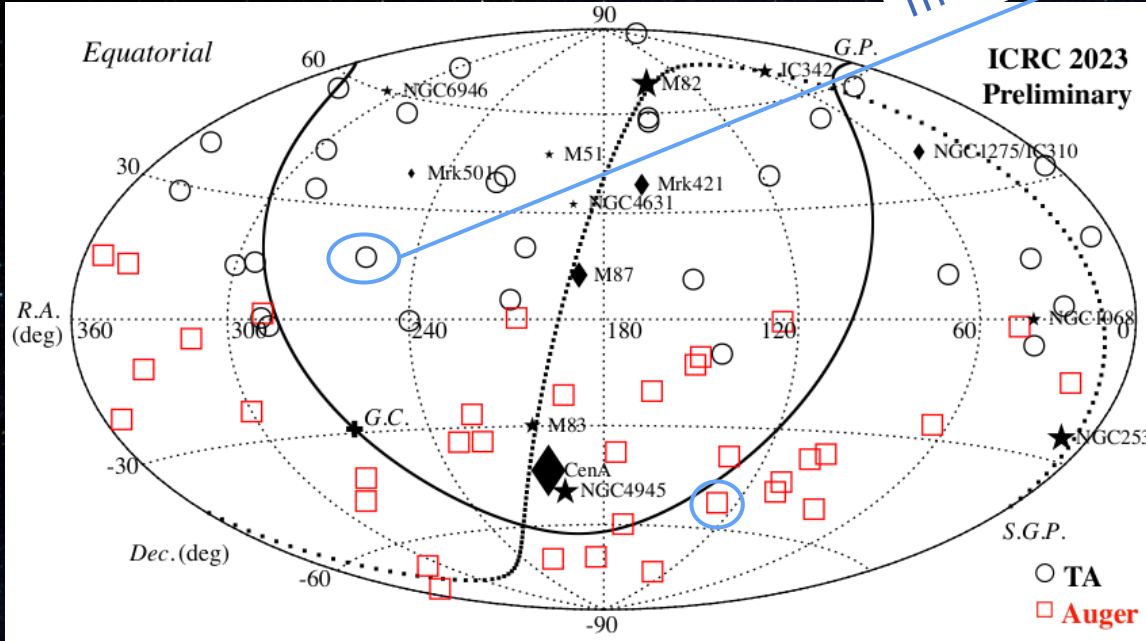 90
Equatorial
G.P.
ICRC 2023
Preliminary
60
IC342
M82
NGC6946
M51
NGC1275/IC310
30
Mrk501
Mrk421
NGC4631
M87
R.A.
(deg)
360
300
240
180
120
60
NGC1068
0
G.C.
M83
NGC253
-30
CenA
NGC4945
Dec. (deg)
S.G.P.
-60
TA
Auger
-90